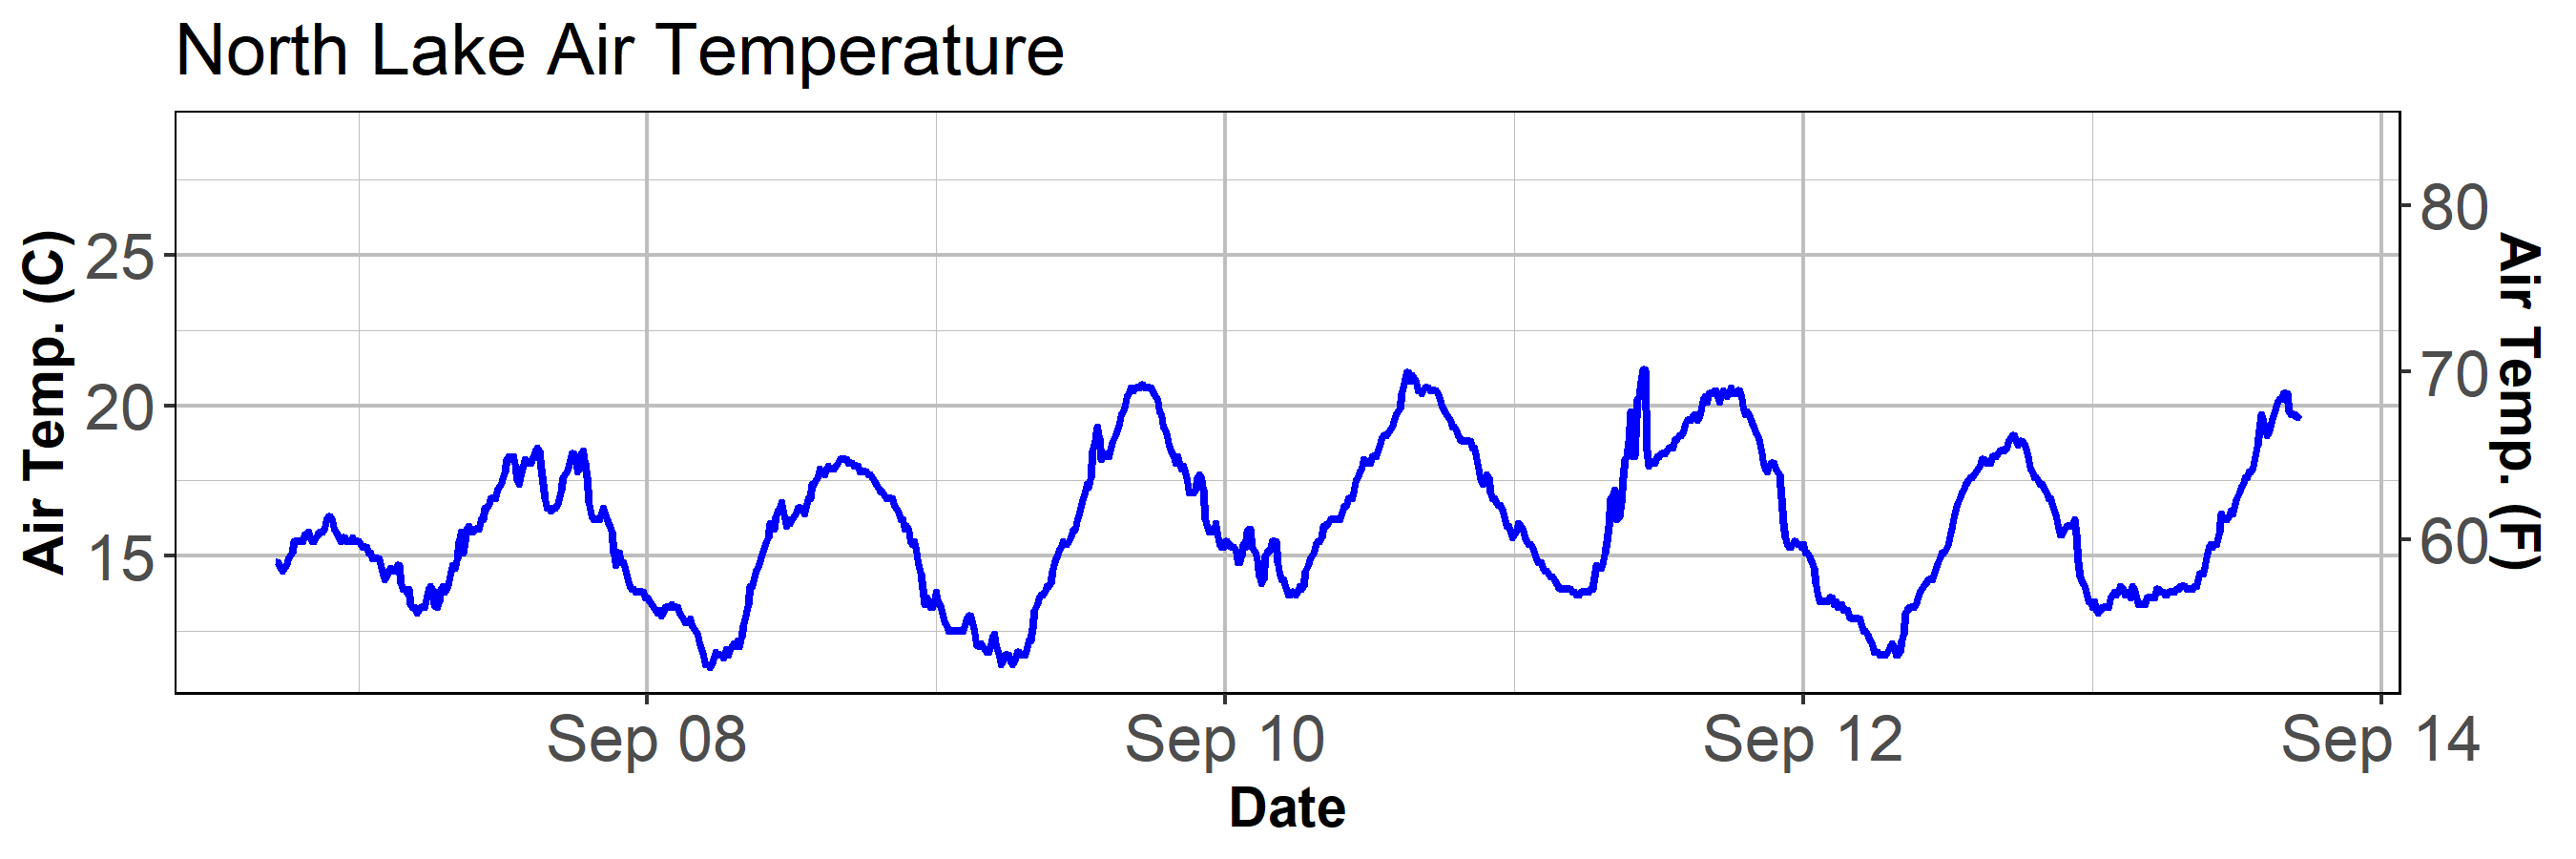 North Lake Air Temperature
Air Temp. (C)
25
20
15
80
70
60
Air Temp. (F)
Sep 08 Sep 10 Sep 12 Sep 14
Date